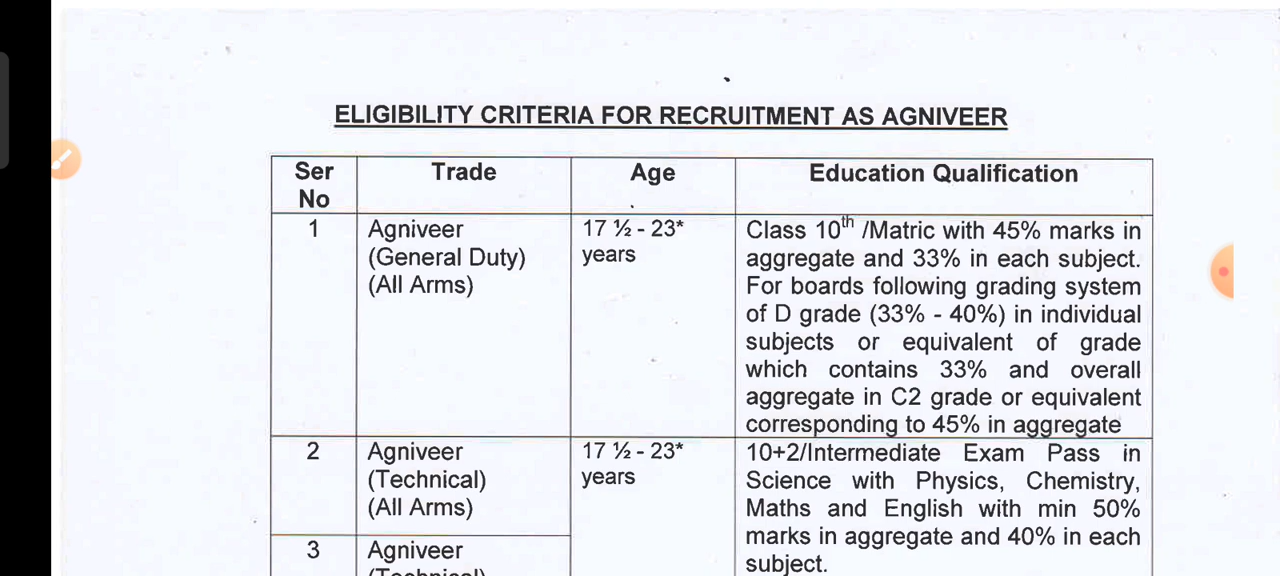 ELIGIBILITY CRITERIA FOR RECRUITMENT AS AGNIVEER
Ser No
Trade
Age
Education Qualification
1
Agniveer
(General Duty)
(All Arms)
17 ½ - 23*
years
Class 10th /Matric with 45% marks in
aggregate and 33% in each subject.
For boards following grading system
of D grade (33% - 40%) in individual
subjects or equivalent of grade
which contains 33% and overall
aggregate in C2 grade or equivalent
corresponding to 45% in aggregate
2
Agniveer
(Technical)
(All Arms)
17 ½ - 23*
years
10+2/Intermediate Exam Pass in
Science with Physics, Chemistry,
Maths and English with min 50%
marks in aggregate and 40% in each
subject.
3
Agniveer
(Technical)